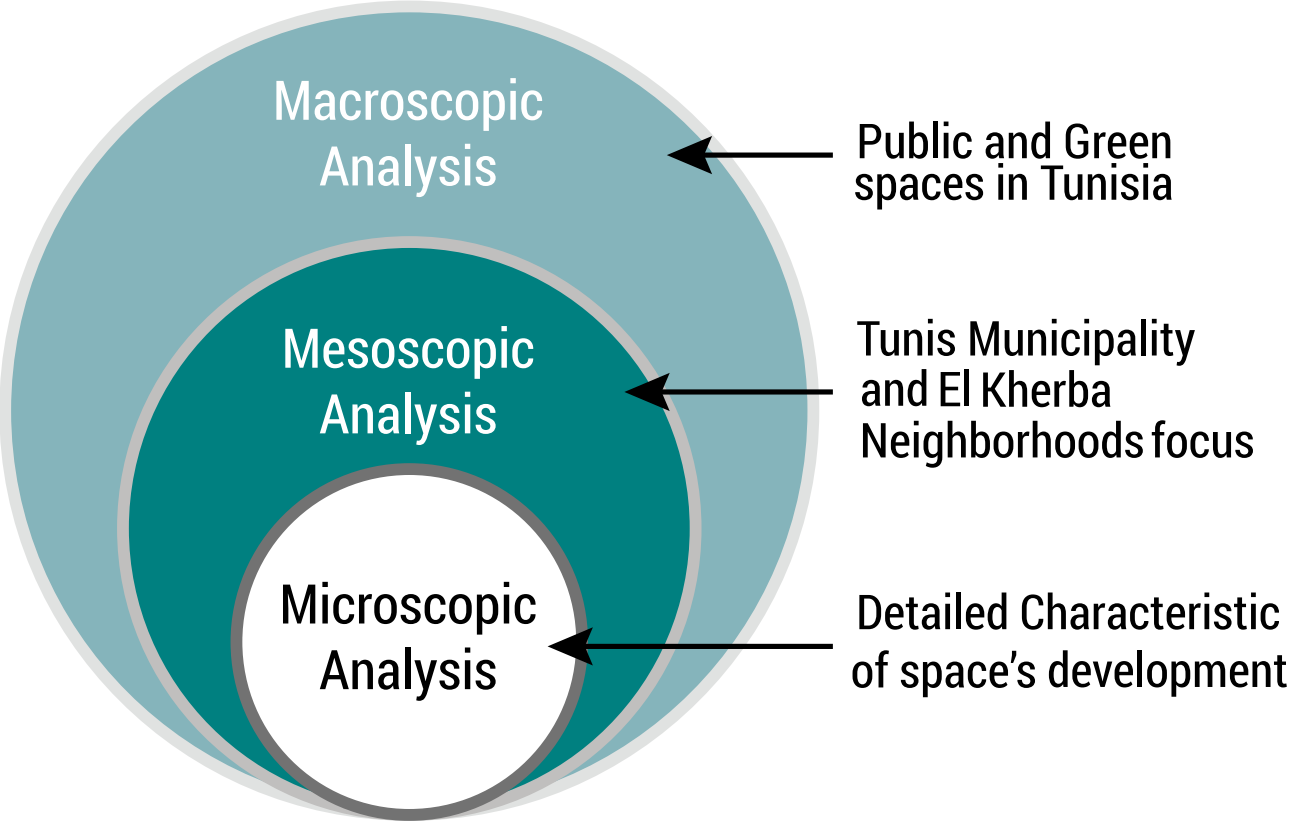 Macroscopic
Analysis
Public and Green
spaces in Tunisia
Mesoscopic
Analysis
Tunis Municipality
and El Kherba
Neighborhoods focus
Microscopic
Analysis
Detailed Characteristic
of space’s development